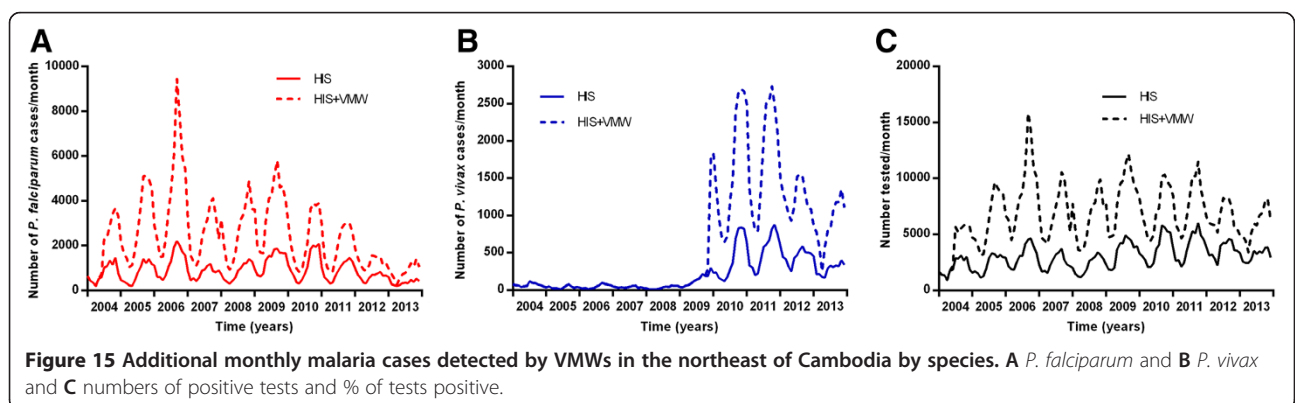 A
Number of P. falciparum cases/month
10000
8000
6000
4000
2000
0
HIS
HIS+VMW
2004 2005 2006 2007 2008 2009 2010 2011 2012 2013
Time (years)
B
Number of P. vivax cases/month
3000
2500
2000
1500
1000
500
0
HIS
HIS+VMW
2004 2005 2006 2007 2008 2009 2010 2011 2012 2013
Time (years)
C
Number tested/month
20000
15000
10000
5000
0
HIS
HIS+VMW
2004 2005 2006 2007 2008 2009 2010 2011 2012 2013
Time (years)
Figure 15 Additional monthly malaria cases detected by VMWs in the northeast of Cambodia by species. A P. falciparum and B P. vivax
and C numbers of positive tests and % of tests positive.